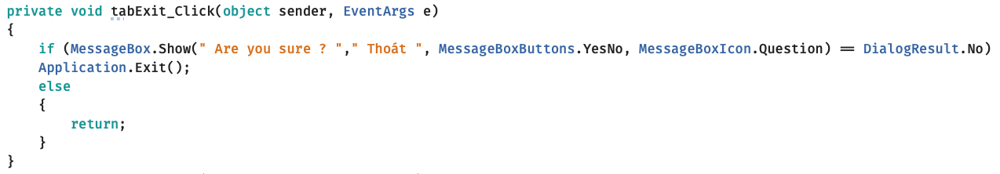 private void tabExit_Click(object sender, EventArgs e)
{
if (MessageBox.Show(" Are you sure ? "," Thoát ", MessageBoxButtons.YesNo, MessageBoxIcon.Question) == DialogResult.No)
Application.Exit();
else
{
return;
}
}